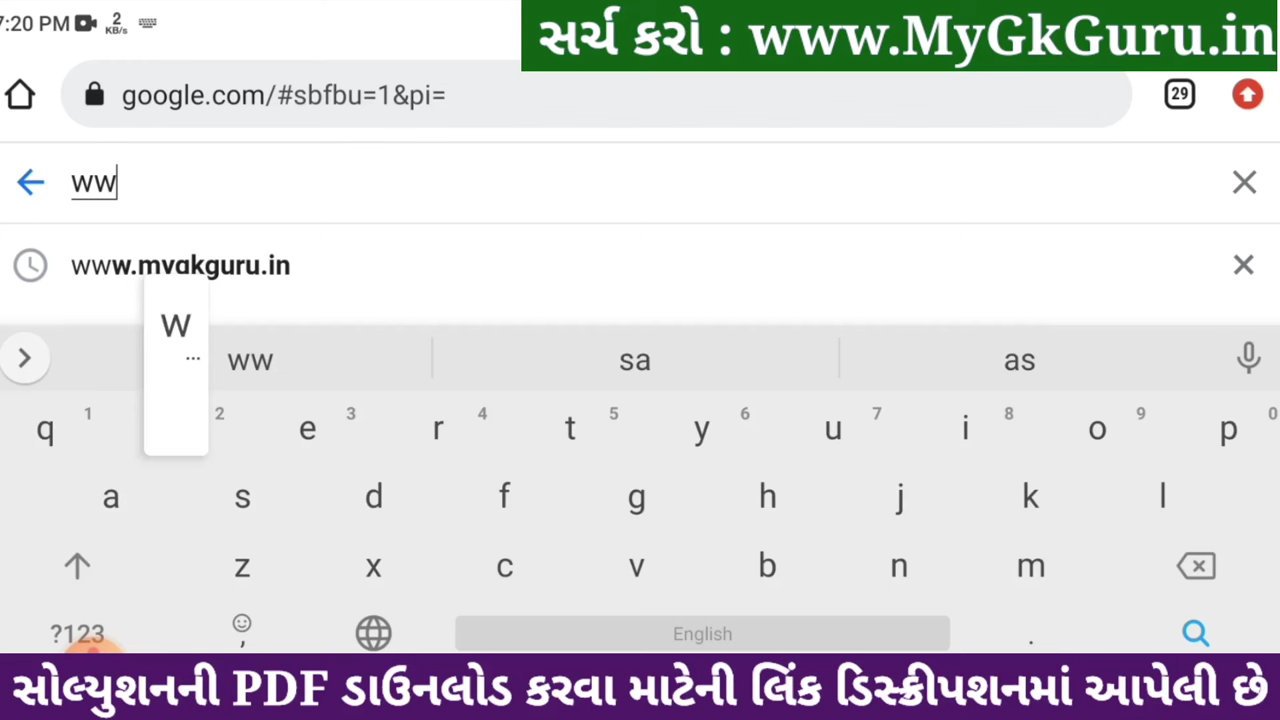 7:20 PM 2 KB/s
સર્ચ કરો : www.MyGkGuru.in
google.com/#sbfbu=1&pi=
29
ww
www.mygkguru.in
W
...
ww sa as
q 1 2 e 3 r 4 t 5 y 6 u 7 i 8 o 9 p 0
a s d f g h j k l
z x c v b n m
?123 , English .
સોલ્યુશનની PDF ડાઉનલોડ કરવા માટેની લિંક ડિસ્ક્રીપશનમાં આપેલી છે